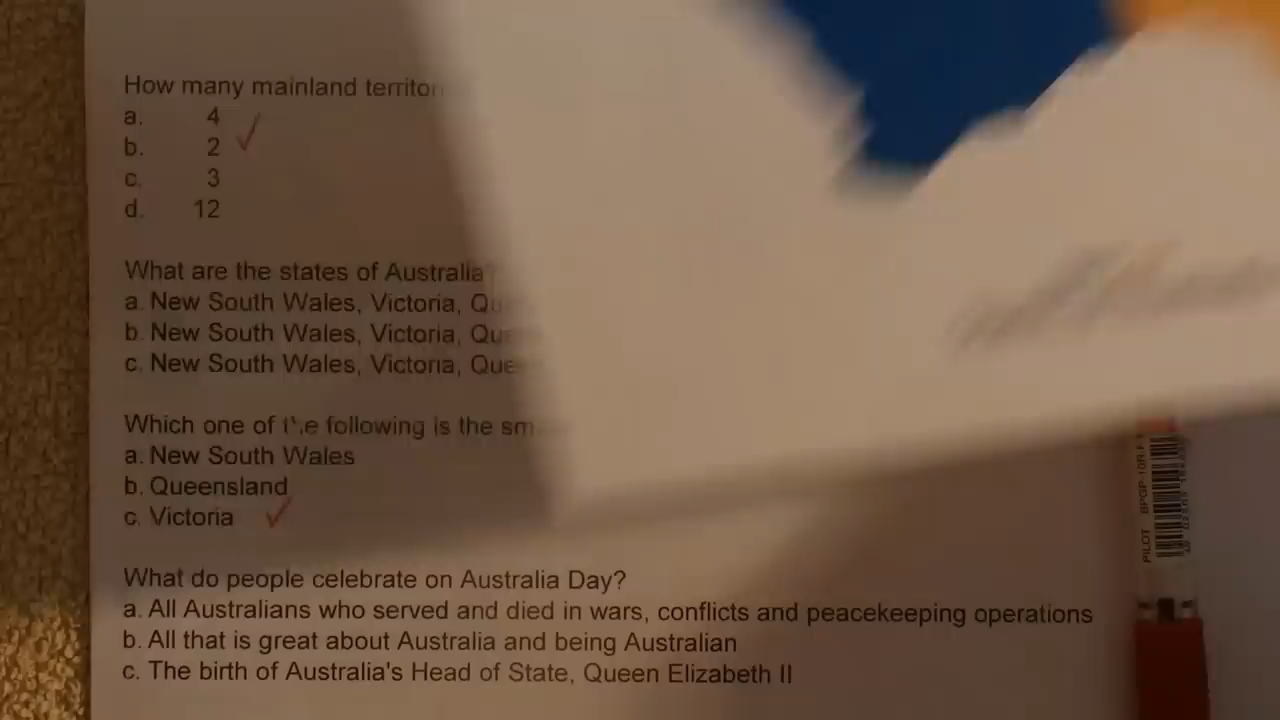 How many mainland
a. 4
b. 2
c. 3
d. 12
What are the states of Australia?
a. New South Wales, Victoria,
b. New South Wales, Victoria,
c. New South Wales, Victoria,
Which one of the following is the
a. New South Wales
b. Queensland
c. Victoria
What do people celebrate on Australia Day?
a. All Australians who served and died in wars, conflicts and peacekeeping operations
b. All that is great about Australia and being Australian
c. The birth of Australia's Head of State, Queen Elizabeth II
PILOT